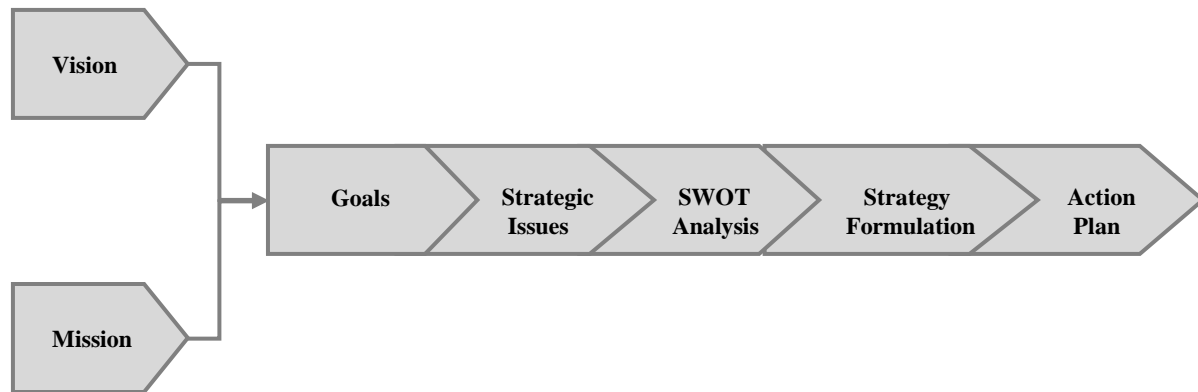 Vision
Goals
Strategic
Issues
SWOT
Analysis
Strategy
Formulation
Action
Plan
Mission